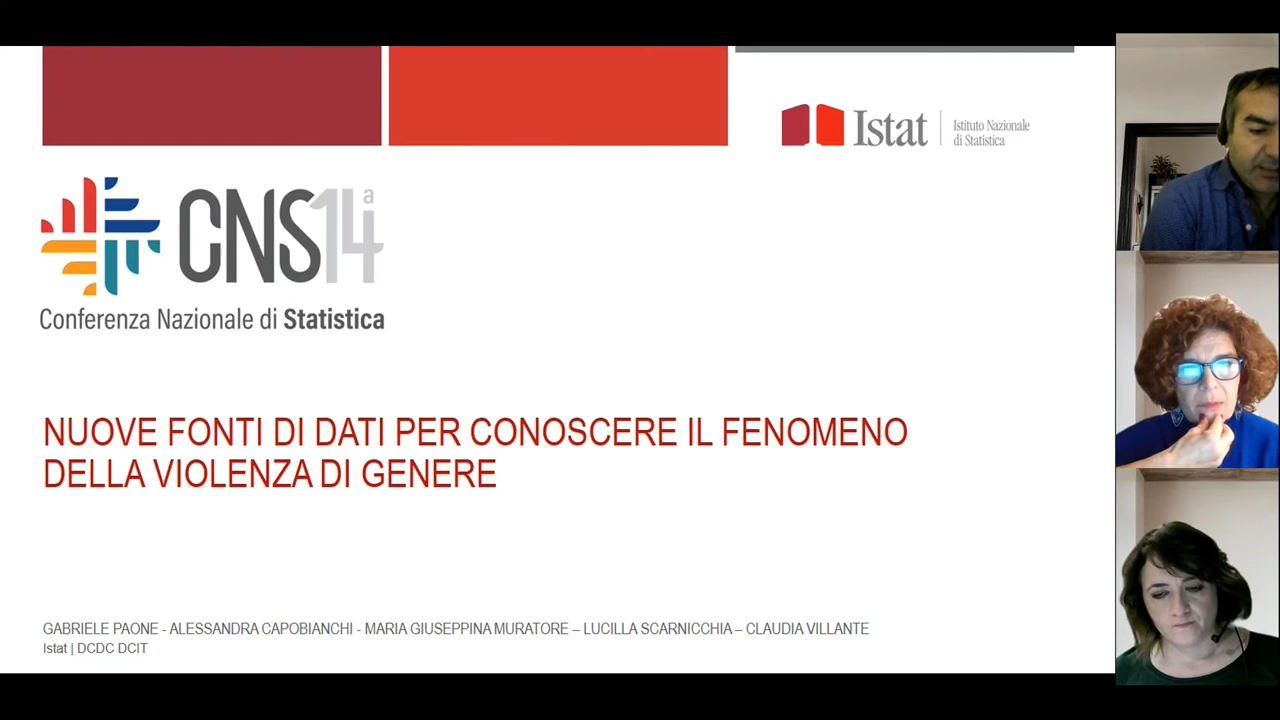 Istat
Istituto Nazionale
di Statistica
CNS14a
Conferenza Nazionale di Statistica
NUOVE FONTI DI DATI PER CONOSCERE IL FENOMENO
DELLA VIOLENZA DI GENERE
GABRIELE PAONE - ALESSANDRA CAPOBIANCHI - MARIA GIUSEPPINA MURATORE – LUCILLA SCARNICCHIA – CLAUDIA VILLANTE
Istat | DCDC DCIT